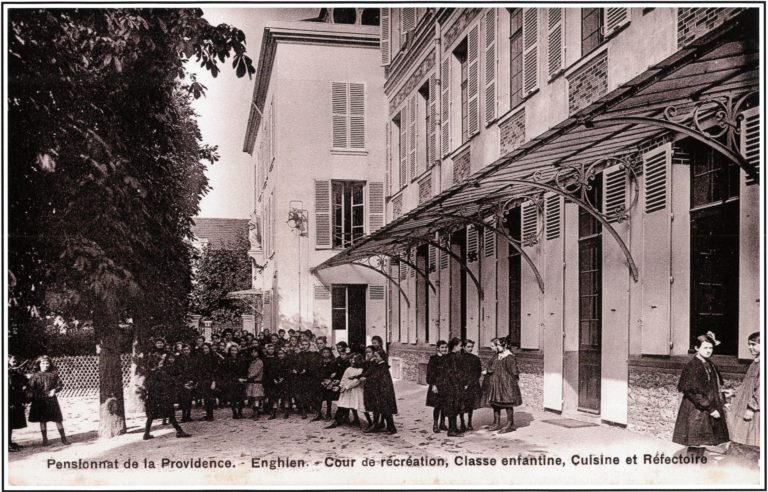 Pensionnat de la Providence. - Enghien. - Cour de récréation, Classe enfantine, Cuisine et Réfectoire